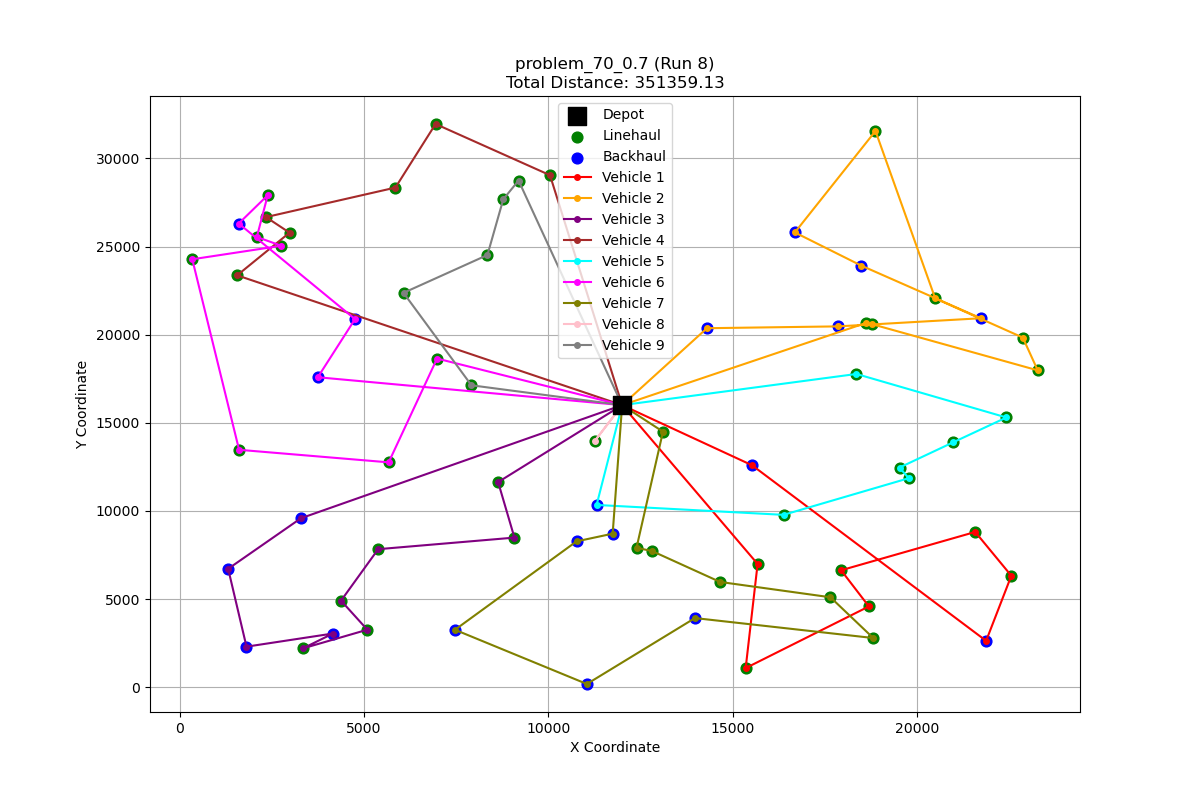 problem_70_0.7 (Run 8)
Total Distance: 351359.13
Depot
Linehaul
Backhaul
Vehicle 1
Vehicle 2
Vehicle 3
Vehicle 4
Vehicle 5
Vehicle 6
Vehicle 7
Vehicle 8
Vehicle 9
30000
25000
20000
15000
10000
5000
0
Y Coordinate
0
5000
10000
15000
20000
X Coordinate